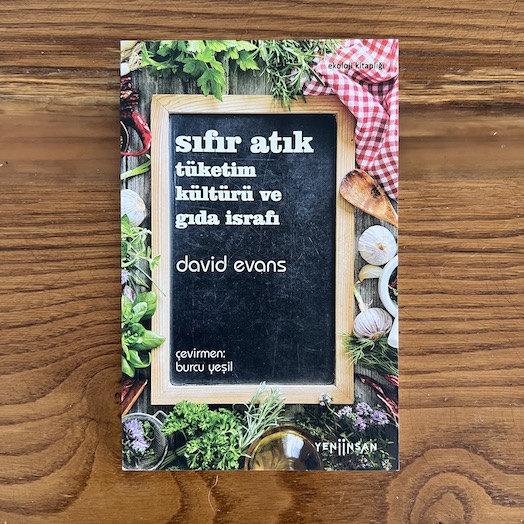 ekoloji kitaplığı
sıfır atık
tüketim
kültürü ve
gıda israfı
david evans
çevirmen:
burcu yeşil
YENİİNSAN